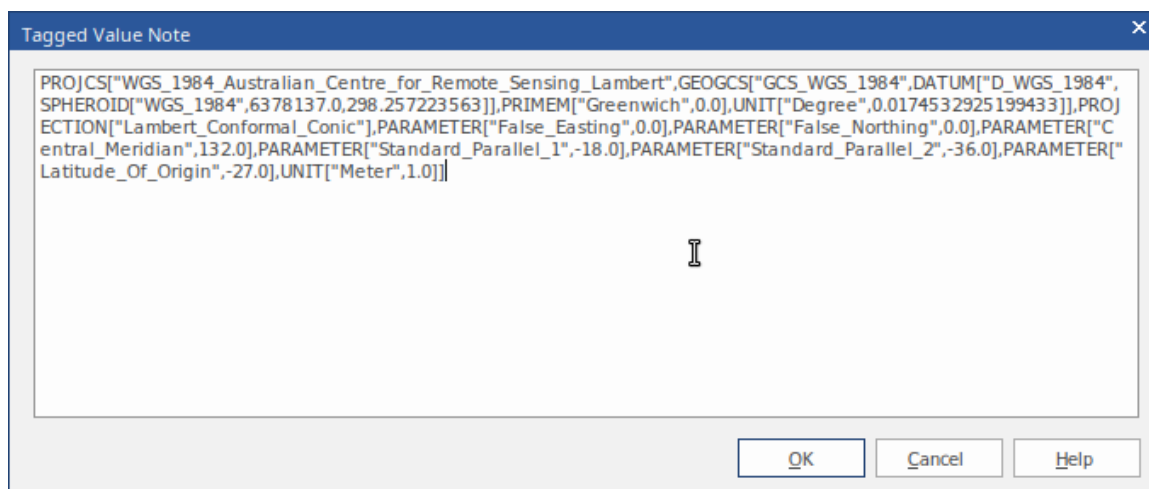 Tagged Value Note
PROJCS["WGS_1984_Australian_Centre_for_Remote_Sensing_Lambert",GEOGCS["GCS_WGS_1984",DATUM["D_WGS_1984",
SPHEROID["WGS_1984",6378137.0,298.257223563]],PRIMEM["Greenwich",0.0],UNIT["Degree",0.0174532925199433]],PROJ
ECTION["Lambert_Conformal_Conic"],PARAMETER["False_Easting",0.0],PARAMETER["False_Northing",0.0],PARAMETER["C
entral_Meridian",132.0],PARAMETER["Standard_Parallel_1",-18.0],PARAMETER["Standard_Parallel_2",-36.0],PARAMETER["
Latitude_Of_Origin",-27.0],UNIT["Meter",1.0]]
OK Cancel Help